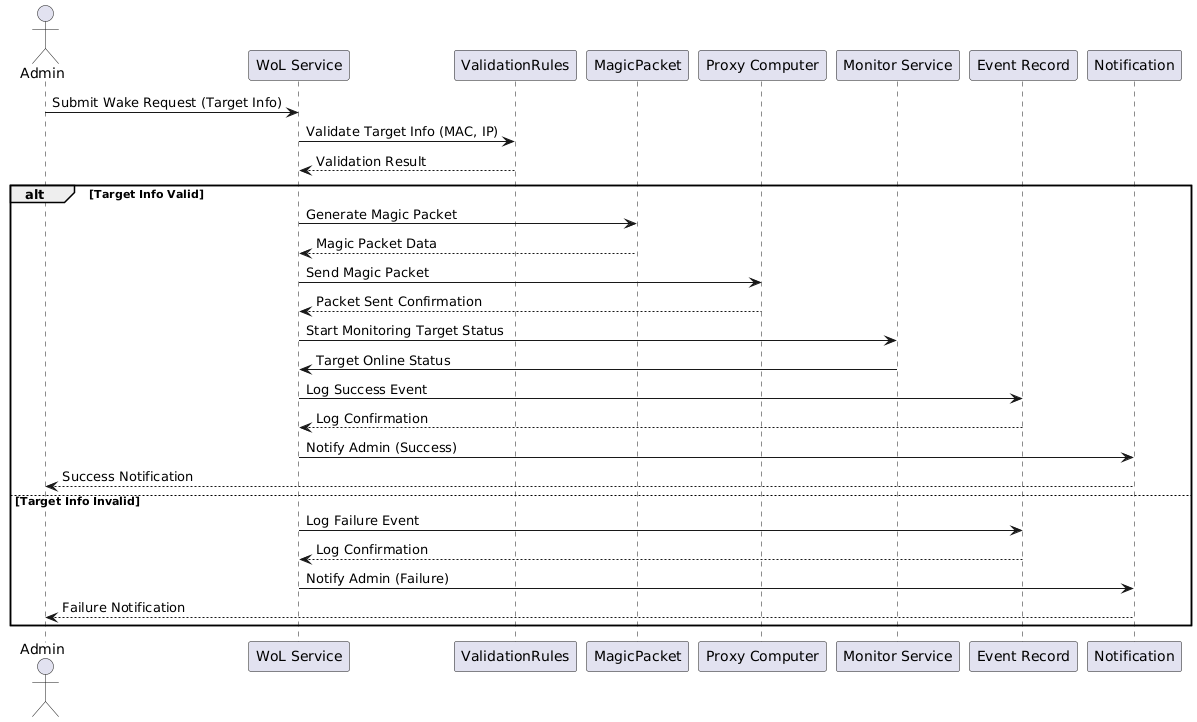 Admin
WoL Service
ValidationRules
MagicPacket
Proxy Computer
Monitor Service
Event Record
Notification
Submit Wake Request (Target Info)
Validate Target Info (MAC, IP)
Validation Result
alt
[Target Info Valid]
Generate Magic Packet
Magic Packet Data
Send Magic Packet
Packet Sent Confirmation
Start Monitoring Target Status
Target Online Status
Log Success Event
Log Confirmation
Notify Admin (Success)
Success Notification
[Target Info Invalid]
Log Failure Event
Log Confirmation
Notify Admin (Failure)
Failure Notification
Admin
WoL Service
ValidationRules
MagicPacket
Proxy Computer
Monitor Service
Event Record
Notification